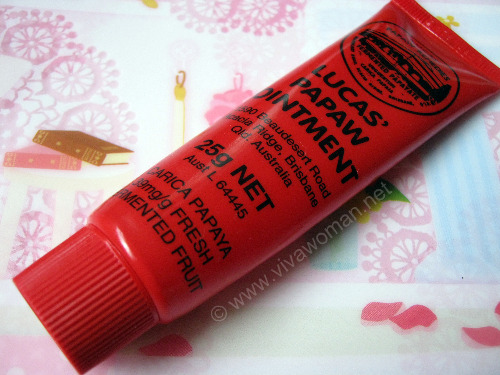 LUCAS'
PAPAW
OINTMENT
Beaudesert Road
Acacia Ridge, Brisbane
Qld, Australia
25g NET
Aust L 64445
CARICA PAPAYA
39mg/g FRESH
FERMENTED FRUIT
© www.vivawoman.net